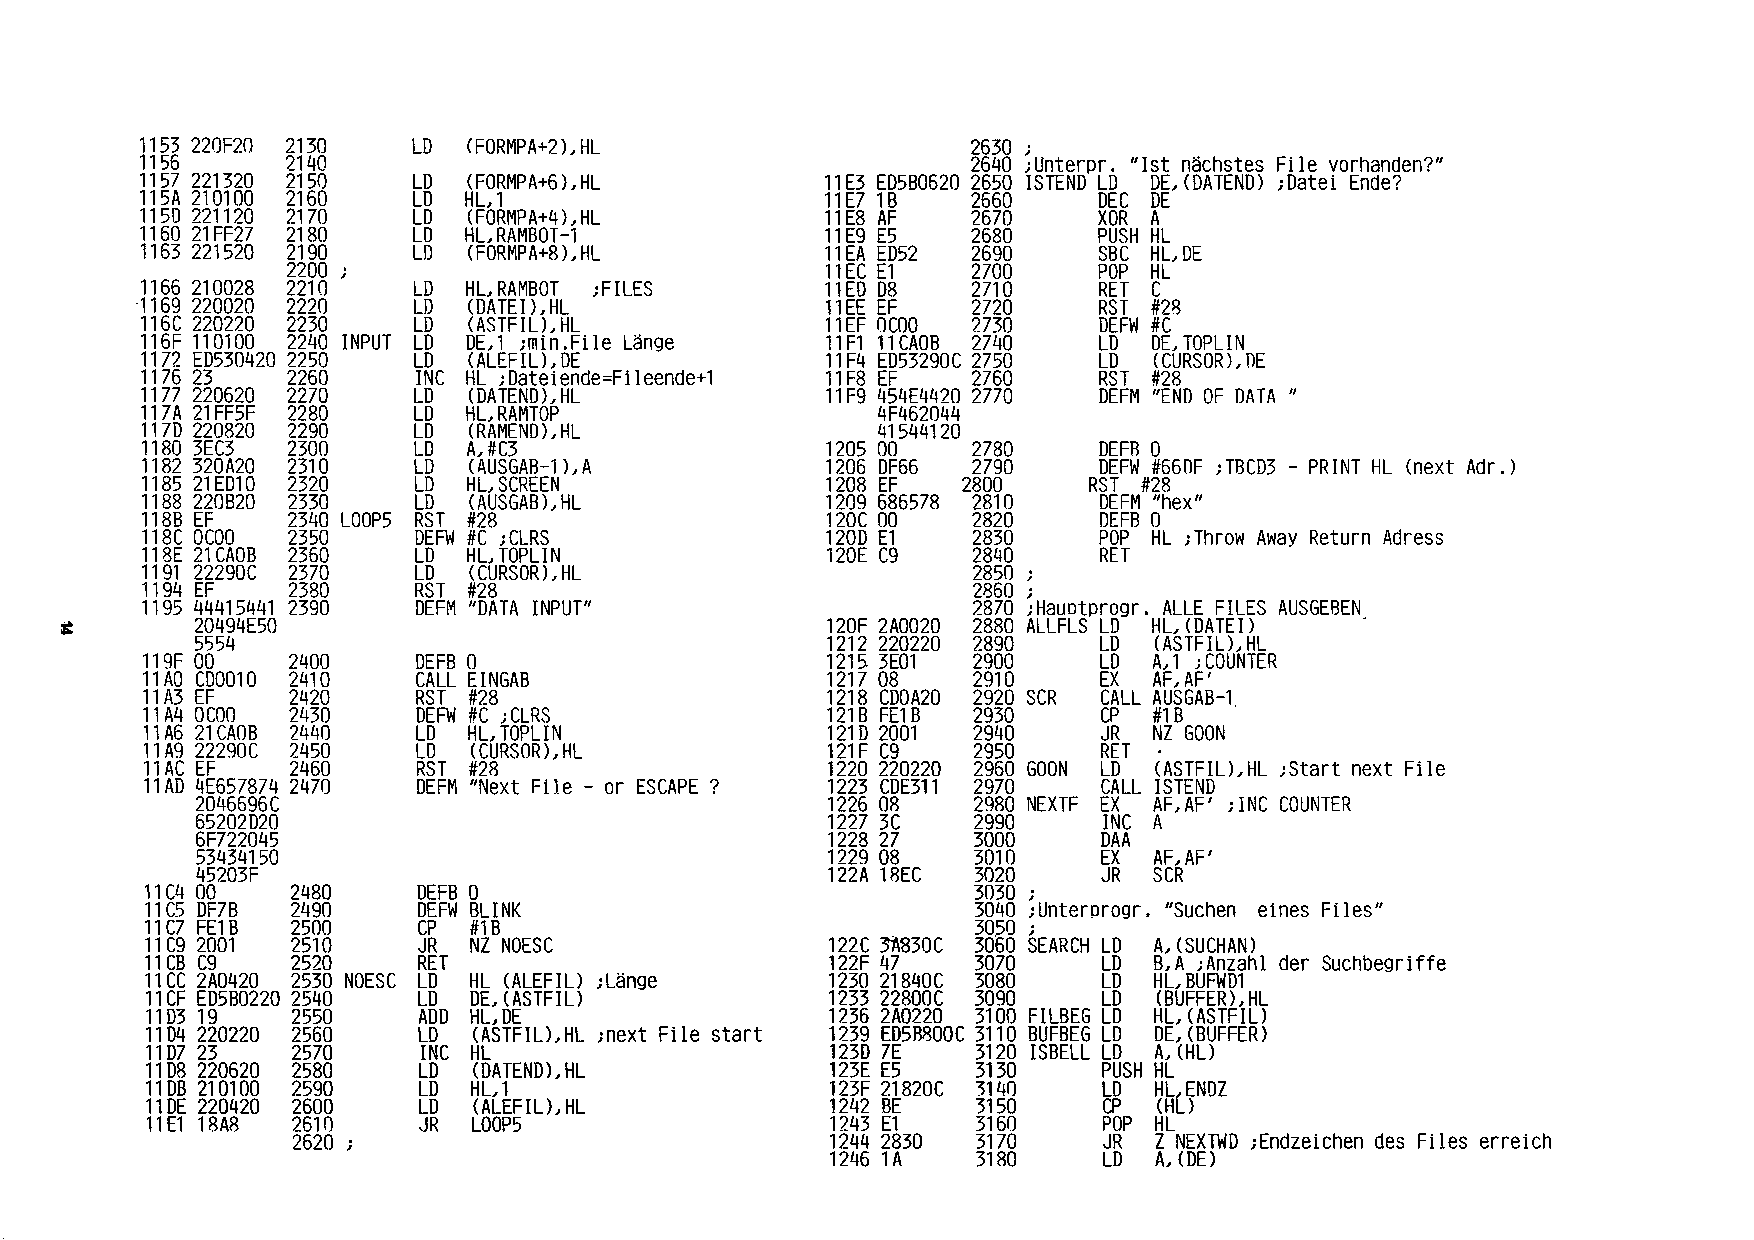 1153 220F20 2130 LD (FORMPA+2),HL
1156 2140
1157 221320 2150 LD (FORMPA+6),HL
115A 210100 2160 LD HL,1
115D 221120 2170 LD (FORMPA+4),HL
1160 21FF27 2180 LD HL,RAMBOT-1
1163 221520 2190 LD (FORMPA+8),HL
2200 ;
1166 210028 2210 LD HL,RAMBOT ;FILES
1169 220020 2220 LD (DATEI),HL
116C 220220 2230 LD (ASTFIL),HL
116F 110100 2240 INPUT LD DE,1 ;min.File Länge
1172 ED530420 2250 LD (ALEFIL),DE
1176 23 2260 INC HL ;Dateiende=Fileende+1
1177 220620 2270 LD (DATEND),HL
117A 21FF5F 2280 LD HL,RAMTOP
117D 220820 2290 LD (RAMEND),HL
1180 3EC3 2300 LD A,#C3
1182 320A20 2310 LD (AUSGAB-1),A
1185 21ED10 2320 LD HL,SCREEN
1188 220B20 2330 LD (AUSGAB),HL
118B EF 2340 LOOP5 RST #28
118C 0C00 2350 DEFW #C ;CLRS
118E 21CA0B 2360 LD HL,TOPLIN
1191 22290C 2370 LD (CURSOR),HL
1194 EF 2380 RST #28
1195 44415441 2390 DEFM "DATA INPUT"
20494E50
5554
119F 00 2400 DEFB 0
11A0 CD0010 2410 CALL EINGAB
11A3 EF 2420 RST #28
11A4 0C00 2430 DEFW #C ;CLRS
11A6 21CA0B 2440 LD HL,TOPLIN
11A9 22290C 2450 LD (CURSOR),HL
11AC EF 2460 RST #28
11AD 4E657874 2470 DEFM "Next File - or ESCAPE ?
2046696C
65202D20
6F722045
53434150
45203F
11C4 00 2480 DEFB 0
11C5 DF7B 2490 DEFW BLINK
11C7 FE1B 2500 CP #1B
11C9 2001 2510 JR NZ NOESC
11CB C9 2520 RET
11CC 2A0420 2530 NOESC LD HL (ALEFIL) ;Länge
11CF ED5B0220 2540 LD DE,(ASTFIL)
11D3 19 2550 ADD HL,DE
11D4 220220 2560 LD (ASTFIL),HL ;next File start
11D7 23 2570 INC HL
11D8 220620 2580 LD (DATEND),HL
11DB 210100 2590 LD HL,1
11DE 220420 2600 LD (ALEFIL),HL
11E1 18A8 2610 JR LOOP5
2620 ;
14
2630 ;
2640 ;Unterpr. "Ist nächstes File vorhanden?"
11E3 ED5B0620 2650 ISTEND LD DE,(DATEND) ;Datei Ende?
11E7 1B 2660 DEC DE
11E8 AF 2670 XOR A
11E9 E5 2680 PUSH HL
11EA ED52 2690 SBC HL,DE
11EC E1 2700 POP HL
11ED D8 2710 RET C
11EE EF 2720 RST #28
11EF 0C00 2730 DEFW #C
11F1 11CA0B 2740 LD DE,TOPLIN
11F4 ED53290C 2750 LD (CURSOR),DE
11F8 EF 2760 RST #28
11F9 454E4420 2770 DEFM "END OF DATA "
4F462044
41544120
1205 00 2780 DEFB 0
1206 DF66 2790 DEFW #66DF ;TBCD3 - PRINT HL (next Adr.)
1208 EF 2800 RST #28
1209 686578 2810 DEFM "hex"
120C 00 2820 DEFB 0
120D E1 2830 POP HL ;Throw Away Return Adress
120E C9 2840 RET
2850 ;
2860 ;
2870 ;Hauptprogr. ALLE FILES AUSGEBEN
120F 2A0020 2880 ALLFLS LD HL,(DATEI)
1212 220220 2890 LD (ASTFIL),HL
1215 3E01 2900 LD A,1 ;COUNTER
1217 08 2910 EX AF,AF'
1218 CD0A20 2920 SCR CALL AUSGAB-1
121B FE1B 2930 CP #1B
121D 2001 2940 JR NZ GOON
121F C9 2950 RET
1220 220220 2960 GOON LD (ASTFIL),HL ;Start next File
1223 CDE311 2970 CALL ISTEND
1226 08 2980 NEXTF EX AF,AF' ;INC COUNTER
1227 3C 2990 INC A
1228 27 3000 DAA
1229 08 3010 EX AF,AF'
122A 18EC 3020 JR SCR
3030 ;
3040 ;Unterprogr. "Suchen eines Files"
3050 ;
122C 3A830C 3060 SEARCH LD A,(SUCHAN)
122F 47 3070 LD B,A ;Anzahl der Suchbegriffe
1230 21840C 3080 LD HL,BUFWD1
1233 22800C 3090 LD (BUFFER),HL
1236 2A0220 3100 FILBEG LD HL,(ASTFIL)
1239 ED5B800C 3110 BUFBEG LD DE,(BUFFER)
123D 7E 3120 ISBELL LD A,(HL)
123E E5 3130 PUSH HL
123F 21820C 3140 LD HL,ENDZ
1242 BE 3150 CP (HL)
1243 E1 3160 POP HL
1244 2830 3170 JR Z NEXTWD ;Endzeichen des Files erreich
1246 1A 3180 LD A,(DE)